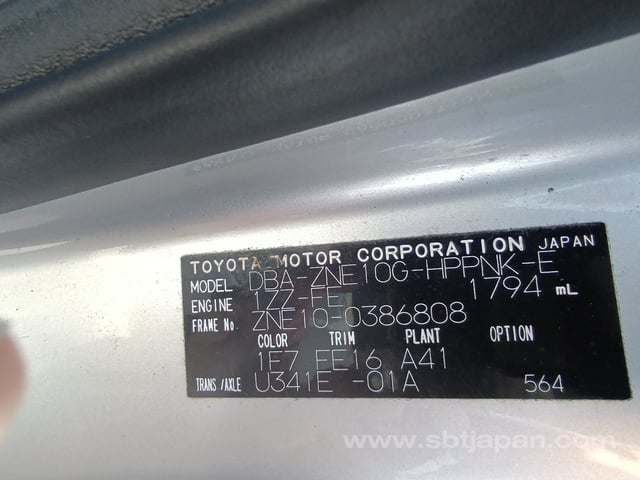 TOYOTA MOTOR CORPORATION JAPAN
MODEL DBA-ZNE10G-HPPNK-E
ENGINE 1ZZ-FE 1794 mL
FRAME No. ZNE10-0386808
COLOR TRIM PLANT OPTION
1F7 FE16 A41
TRANS/AXLE U341E -01A 564
www.sbtjapan.com